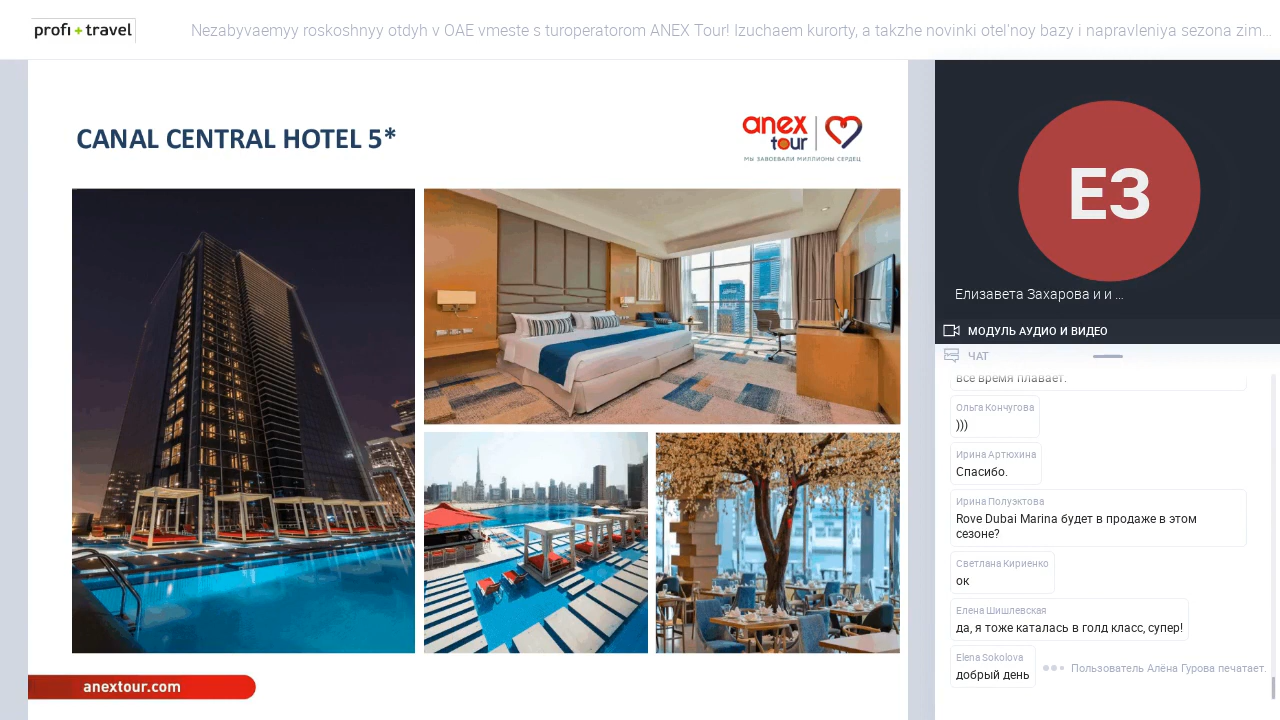 profi + travel
Nezabyvaemyy roskoshnyy otdyh v OAE vmeste s turoperatorom ANEX Tour! Izuchaem kurorty, a takzhe novinki otel'noy bazy i napravleniya sezona zim...
CANAL CENTRAL HOTEL 5*
anex
tour
МЫ ЗАВОЕВАЛИ МИЛЛИОНЫ СЕРДЕЦ
anextour.com
ЕЗ
Елизавета Захарова и и ...
МОДУЛЬ АУДИО И ВИДЕО
ЧАТ
все время плавает.
Ольга Кончугова
)))
Ирина Артюхина
Спасибо.
Ирина Полуэктова
Rove Dubai Marina будет в продаже в этом
сезоне?
Светлана Кириенко
ок
Елена Шишлевская
да, я тоже каталась в голд класс, супер!
Elena Sokolova
добрый день
Пользователь Алёна Гурова печатает.